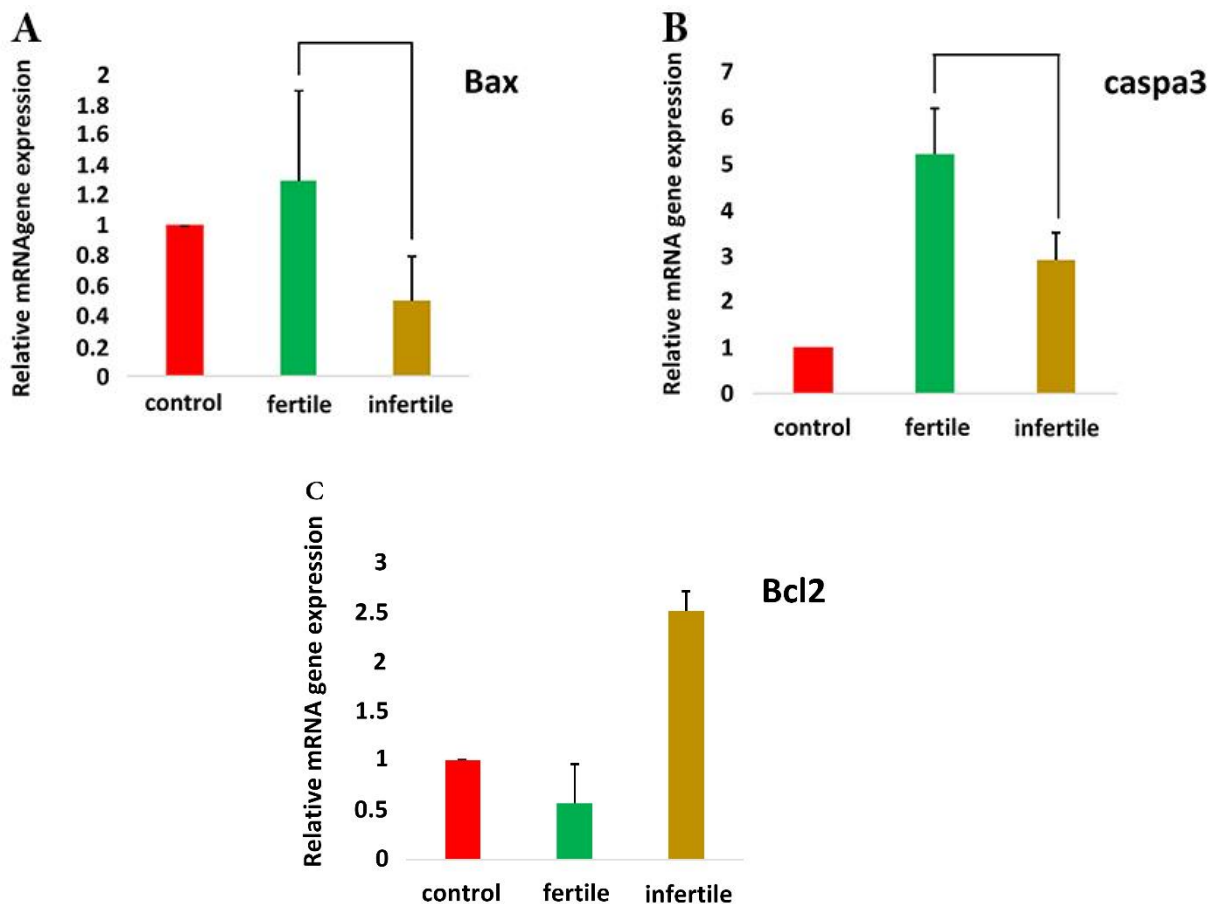 A
Relative mRNAgene expression
Bax
2
1.8
1.6
1.4
1.2
1
0.8
0.6
0.4
0.2
0
control fertile infertile
B
Relative mRNA gene expression
caspa3
7
6
5
4
3
2
1
0
control fertile infertile
C
Relative mRNA gene expression
Bcl2
3
2.5
2
1.5
1
0.5
0
control fertile infertile